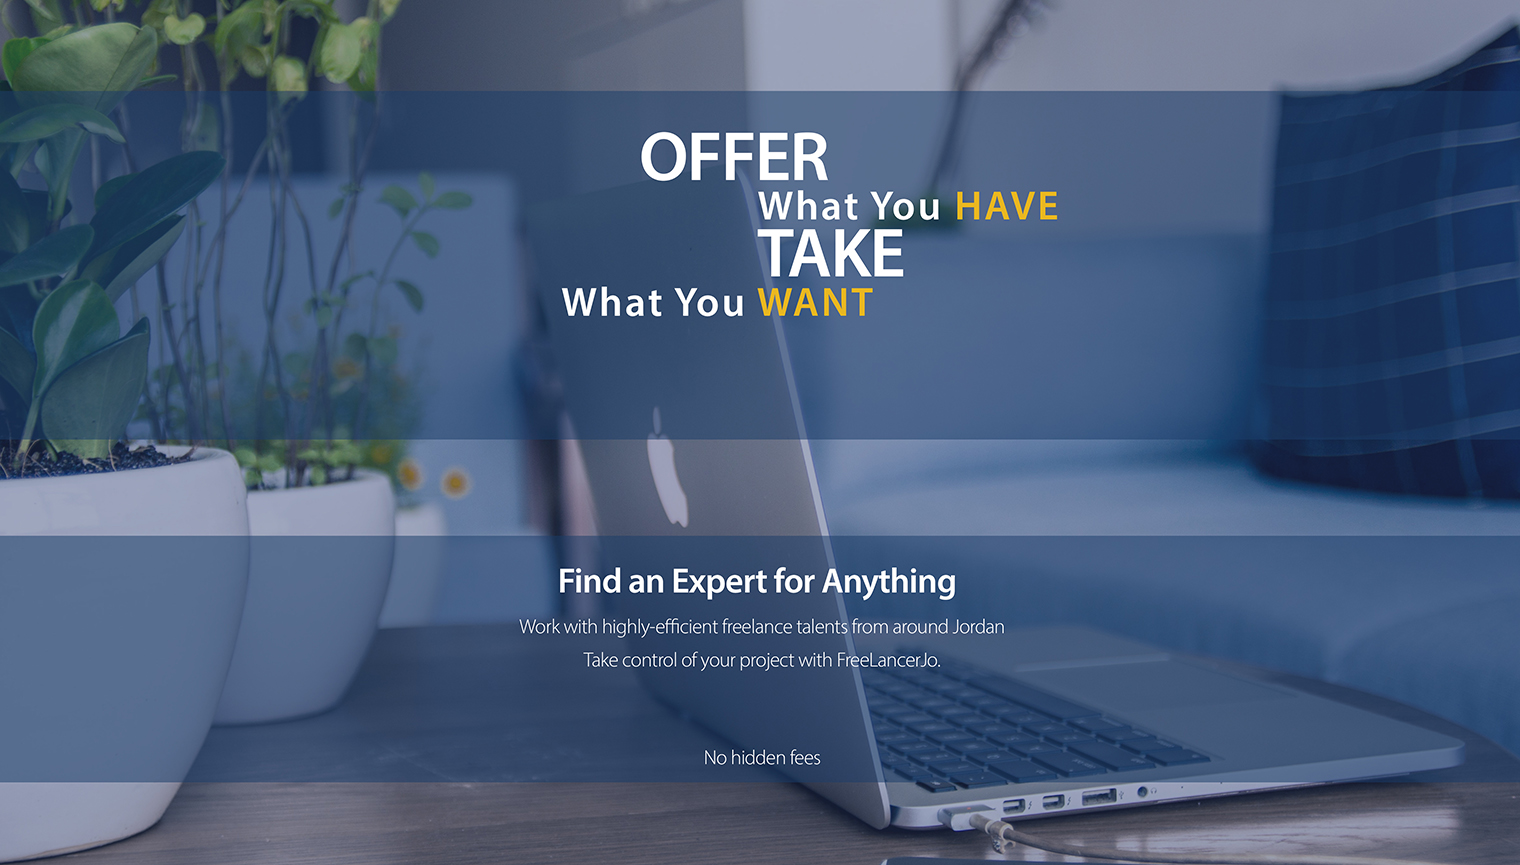 OFFER
What You HAVE
TAKE
What You WANT
Find an Expert for Anything
Work with highly-efficient freelance talents from around Jordan
Take control of your project with FreeLancerJo.
No hidden fees